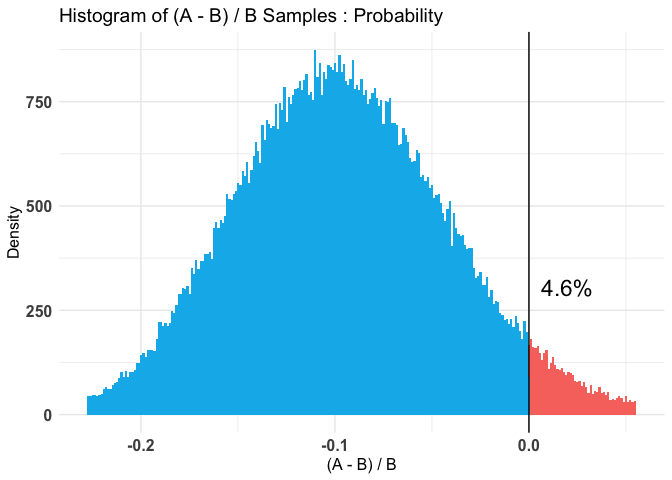 Histogram of (A - B) / B Samples : Probability
Density
750
500
250
0
4.6%
-0.2
-0.1
0.0
(A - B) / B